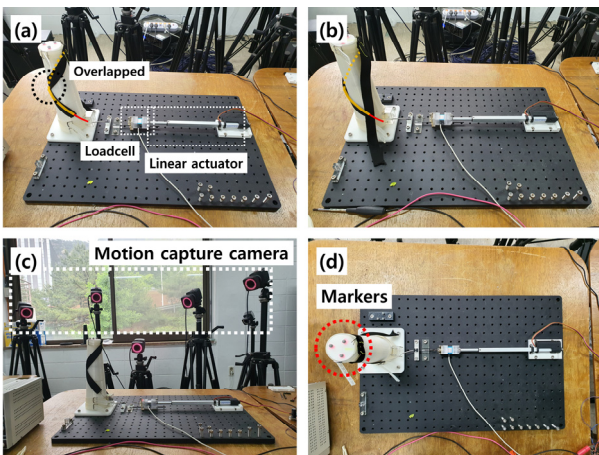 (a)
Overlapped
Loadcell
Linear actuator
(b)
(c)
Motion capture camera
(d)
Markers